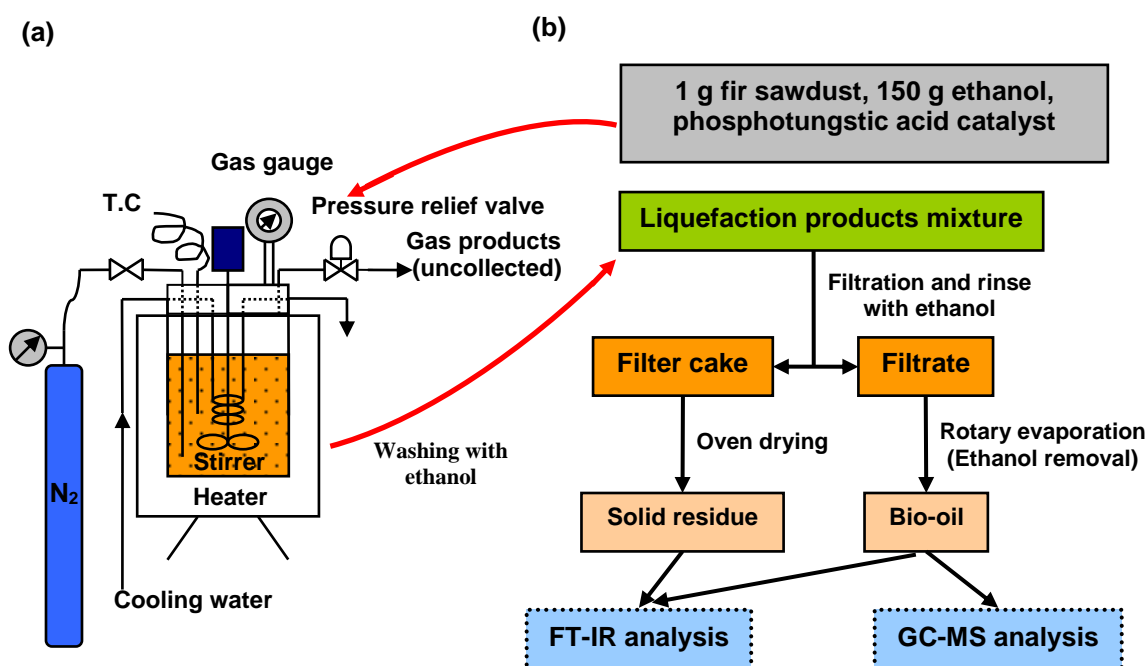 (a)
Gas gauge
T.C
Pressure relief valve
Gas products
(uncollected)
Stirrer
Heater
N2
Cooling water
Washing with
ethanol
(b)
1 g fir sawdust, 150 g ethanol,
phosphotungstic acid catalyst
Liquefaction products mixture
Filtration and rinse
with ethanol
Filter cake
Filtrate
Oven drying
Rotary evaporation
(Ethanol removal)
Solid residue
Bio-oil
FT-IR analysis
GC-MS analysis